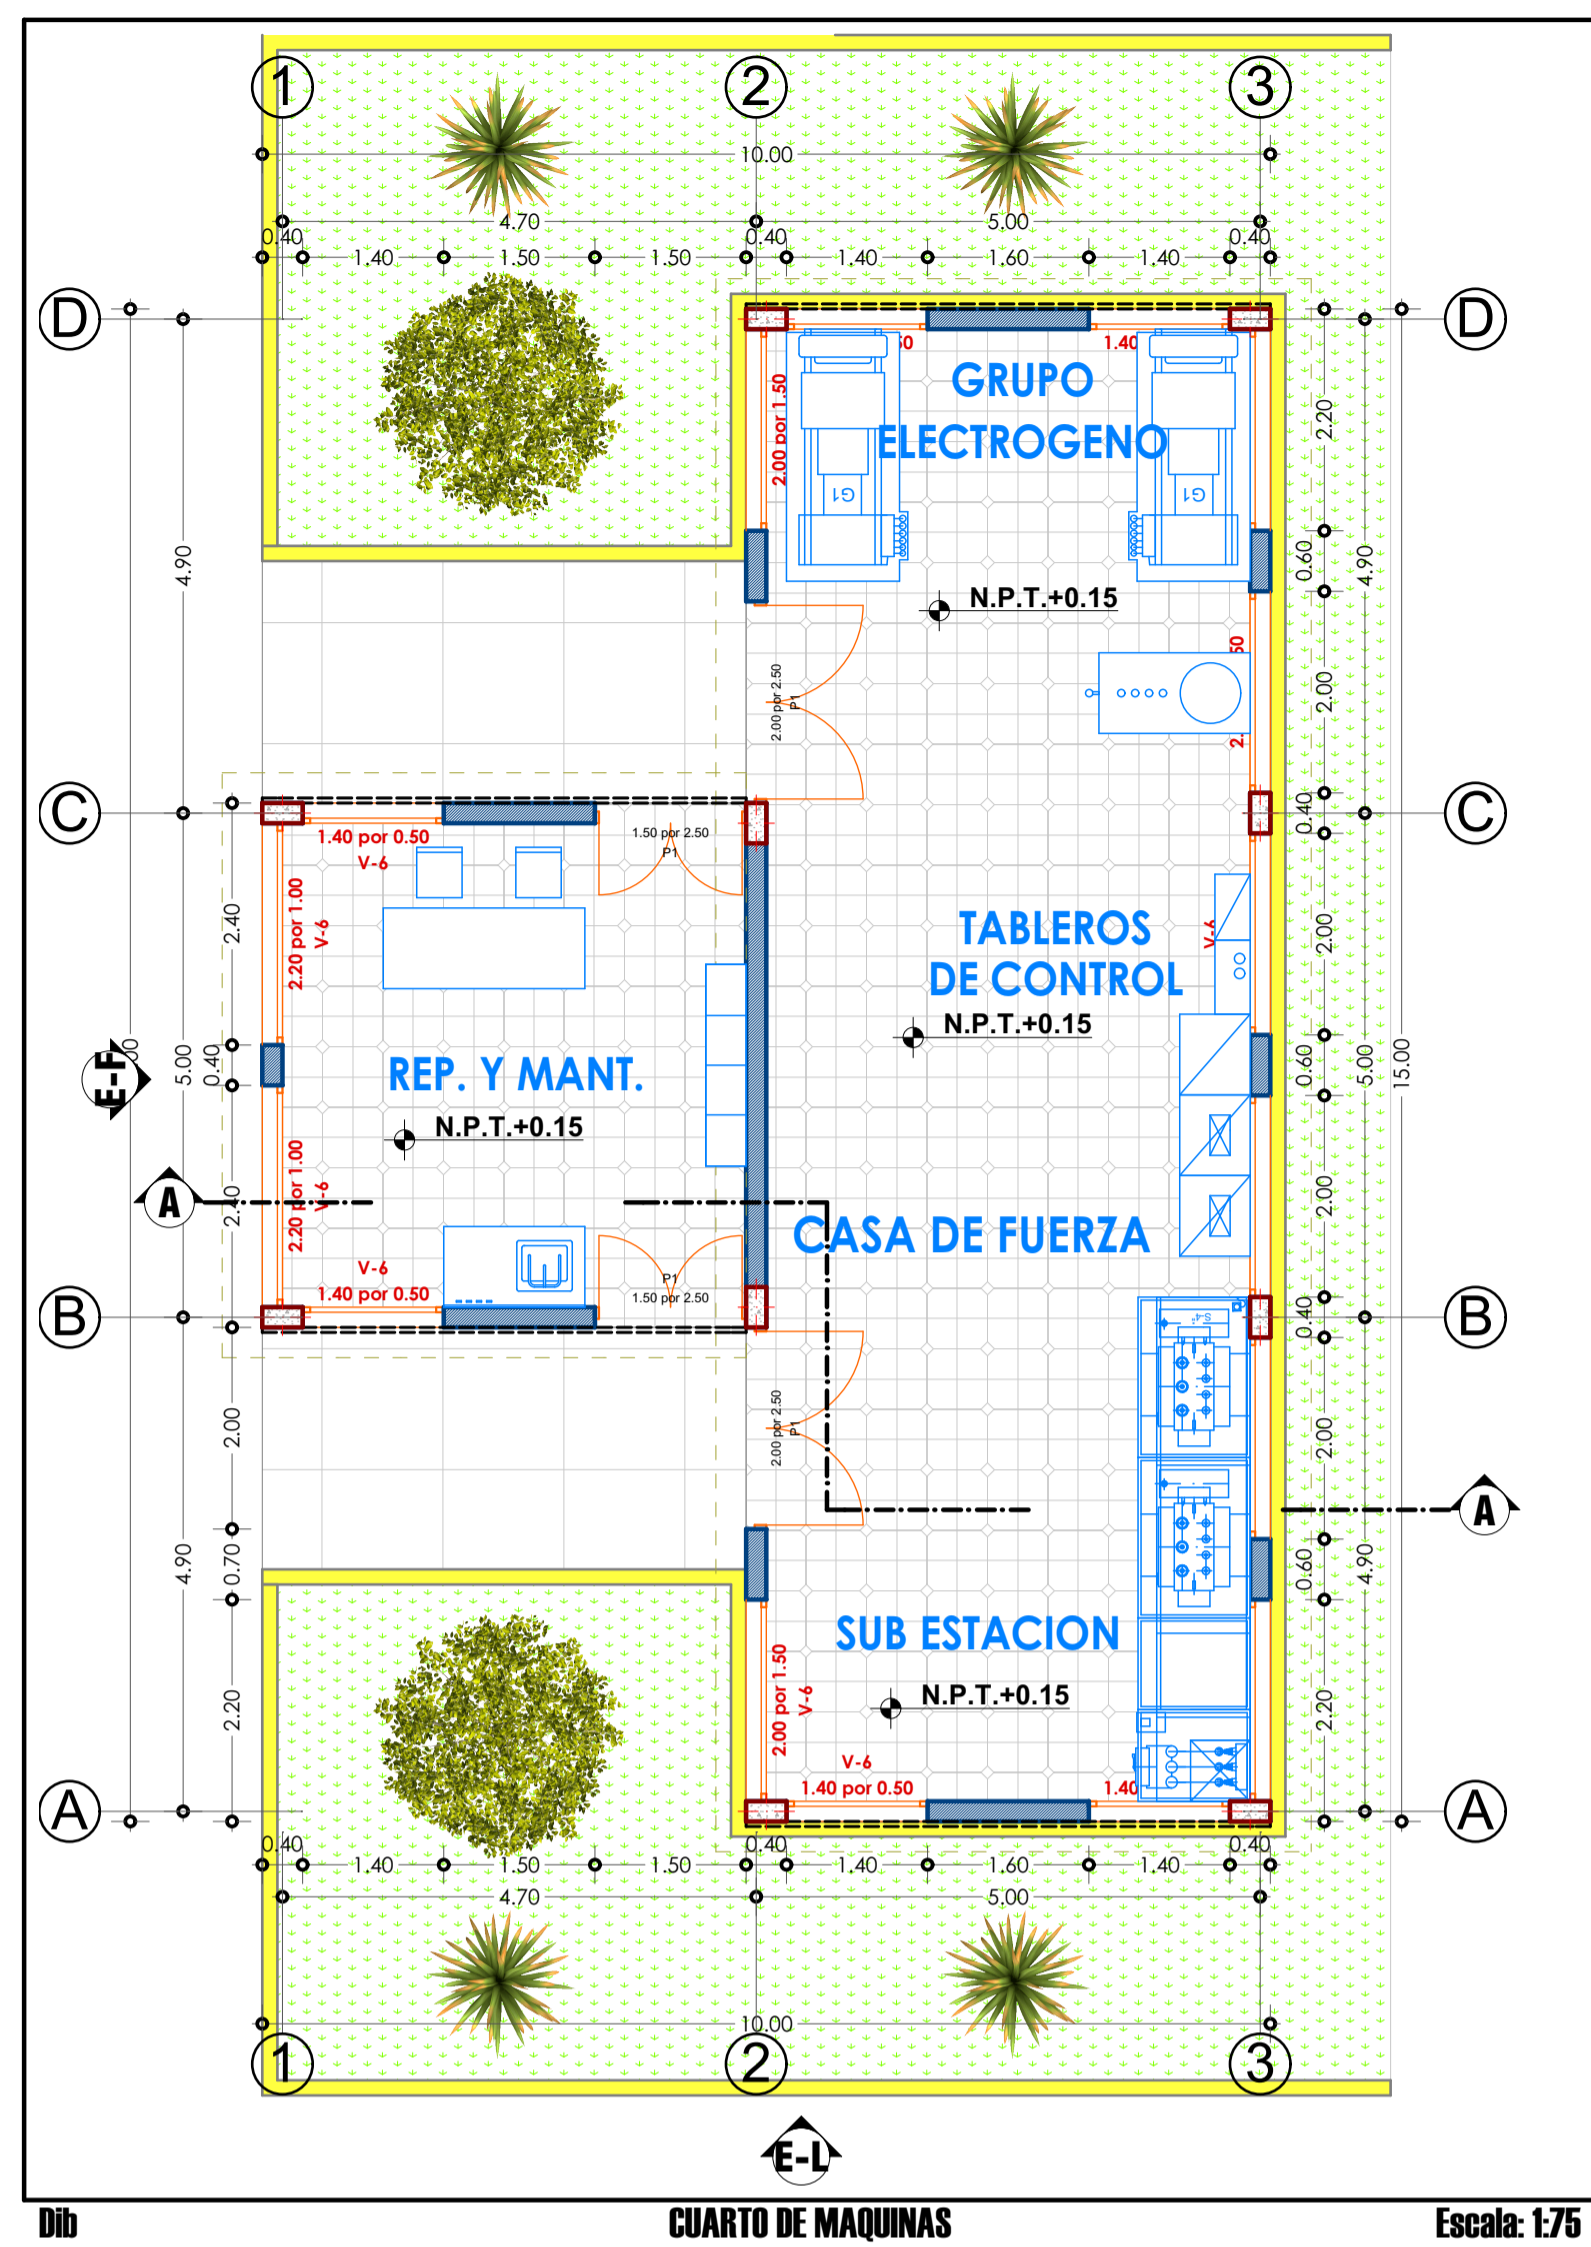 1
2
3
10.00
4.70
5.00
0.40
0.40
0.40
1.40
1.50
1.50
1.40
1.60
1.40
D
D
1.40
GRUPO
ELECTROGENO
2.00 por 1.50
G1
G1
2.20
0.60
4.90
4.90
N.P.T.+0.15
2.00 por 2.50
P1
2.00
C
C
0.40
1.40 por 0.50
V-6
1.50 por 2.50
P1
2.20 por 1.00
V-6
2.40
TABLEROS
DE CONTROL
V-6
2.00
N.P.T.+0.15
E-F
5.00
0.40
REP. Y MANT.
0.60
5.00
15.00
N.P.T.+0.15
A
2.40
2.20 por 1.00
V-6
CASA DE FUERZA
2.00
V-6
1.40 por 0.50
P1
1.50 por 2.50
B
B
0.40
2.00
2.00 por 2.50
P1
2.00
A
4.90
0.70
0.60
4.90
SUB ESTACION
2.20
2.00 por 1.50
V-6
N.P.T.+0.15
2.20
V-6
1.40 por 0.50
1.40
A
A
0.40
0.40
0.40
1.40
1.50
1.50
1.40
1.60
1.40
4.70
5.00
10.00
1
2
3
E-L
Dib
CUARTO DE MAQUINAS
Escala: 1:75